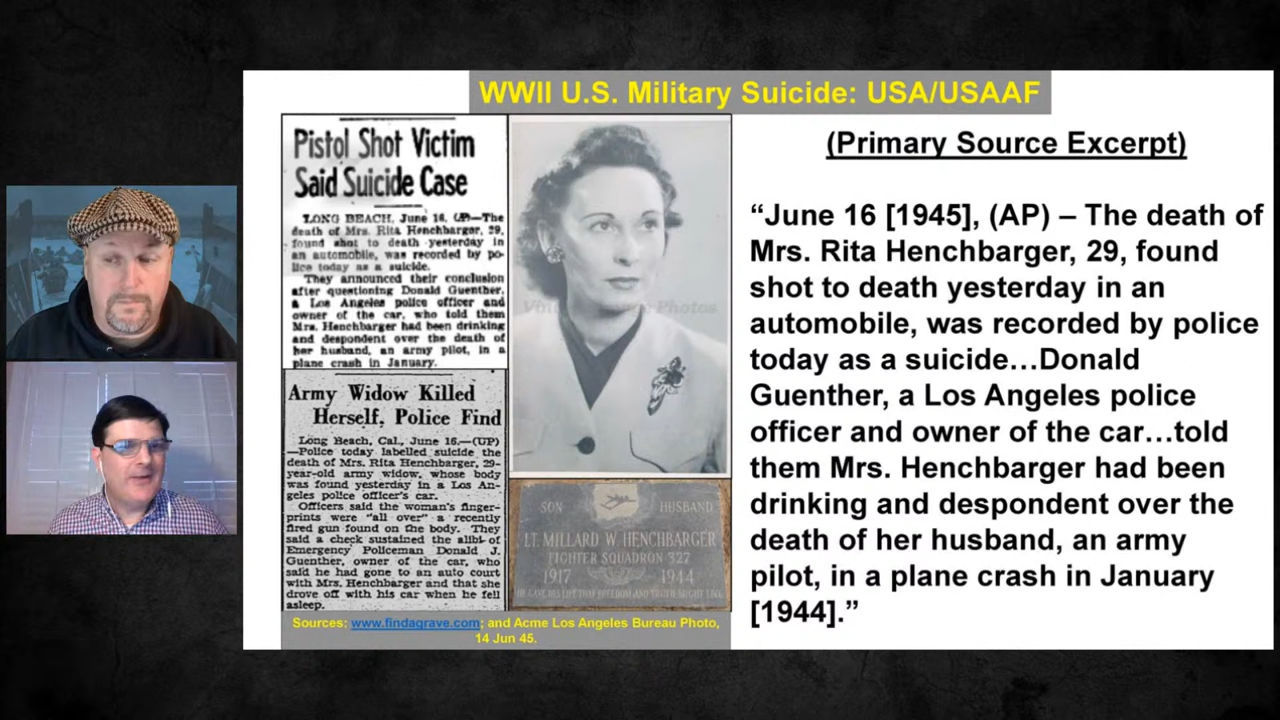 WWII U.S. Military Suicide: USA/USAAF
Pistol Shot Victim
Said Suicide Case
LONG BEACH, June 16. (AP)—The
death of Mrs. Rita Henchbarger, 29,
found shot to death yesterday in
an automobile, was recorded by po-
lice today as a suicide.
They announced their conclusion
after questioning Donald Guenther,
a Los Angeles police officer and
owner of the car, who told them
Mrs. Henchbarger had been drinking
and despondent over the death of
her husband, an army pilot, in a
plane crash in January.
Army Widow Killed
Herself, Police Find
Long Beach, Cal., June 16.—(UP)
—Police today labelled suicide the
death of Mrs. Rita Henchbarger, 29-
year-old army widow, whose body
was found yesterday in a Los An-
geles police officer's car.
Officers said the woman's finger-
prints were "all over" a recently
fired gun found on the body. They
said a check sustained the alibi of
Emergency Policeman Donald J.
Guenther, owner of the car, who
said he had gone to an auto court
with Mrs. Henchbarger and that she
drove off with his car when he fell
asleep.
Photos
SON HUSBAND
LT. MILLARD W. HENCHBARGER
FIGHTER SQUADRON 327
1917 1944
HE GAVE HIS LIFE THAT FREEDOM AND TRUTH MIGHT LIVE
Sources: www.findagrave.com; and Acme Los Angeles Bureau Photo,
14 Jun 45.
(Primary Source Excerpt)
“June 16 [1945], (AP) – The death of
Mrs. Rita Henchbarger, 29, found
shot to death yesterday in an
automobile, was recorded by police
today as a suicide…Donald
Guenther, a Los Angeles police
officer and owner of the car…told
them Mrs. Henchbarger had been
drinking and despondent over the
death of her husband, an army
pilot, in a plane crash in January
[1944].”